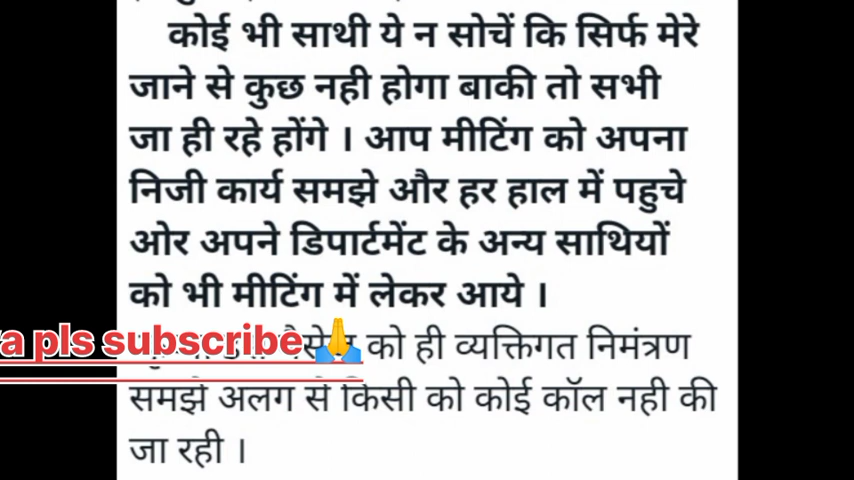 कोई भी साथी ये न सोचें कि सिर्फ मेरे
जाने से कुछ नही होगा बाकी तो सभी
जा ही रहे होंगे । आप मीटिंग को अपना
निजी कार्य समझे और हर हाल में पहुचे
ओर अपने डिपार्टमेंट के अन्य साथियों
को भी मीटिंग में लेकर आये ।
pls subscribe 🙏 को ही व्यक्तिगत निमंत्रण
समझे अलग से किसी को कोई कॉल नही की
जा रही ।